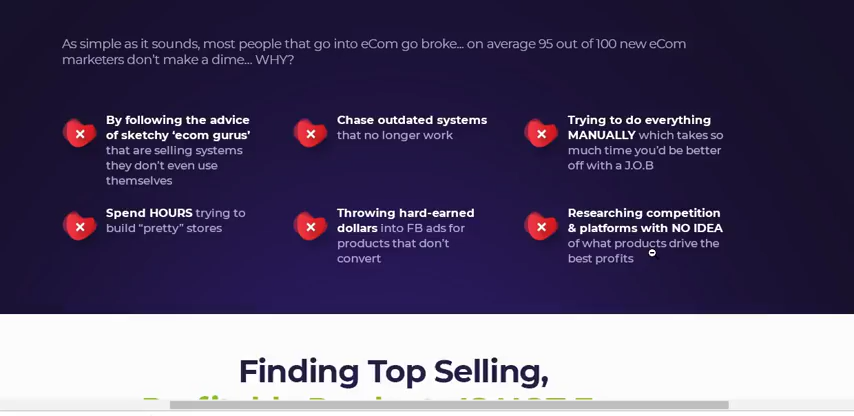 As simple as it sounds, most people that go into eCom go broke... on average 95 out of 100 new eCom
marketers don't make a dime... WHY?
By following the advice
of sketchy ‘ecom gurus’
that are selling systems
they don't even use
themselves
Chase outdated systems
that no longer work
Trying to do everything
MANUALLY which takes so
much time you'd be better
off with a J.O.B
Spend HOURS trying to
build “pretty” stores
Throwing hard-earned
dollars into FB ads for
products that don't
convert
Researching competition
& platforms with NO IDEA
of what products drive the
best profits
Finding Top Selling,